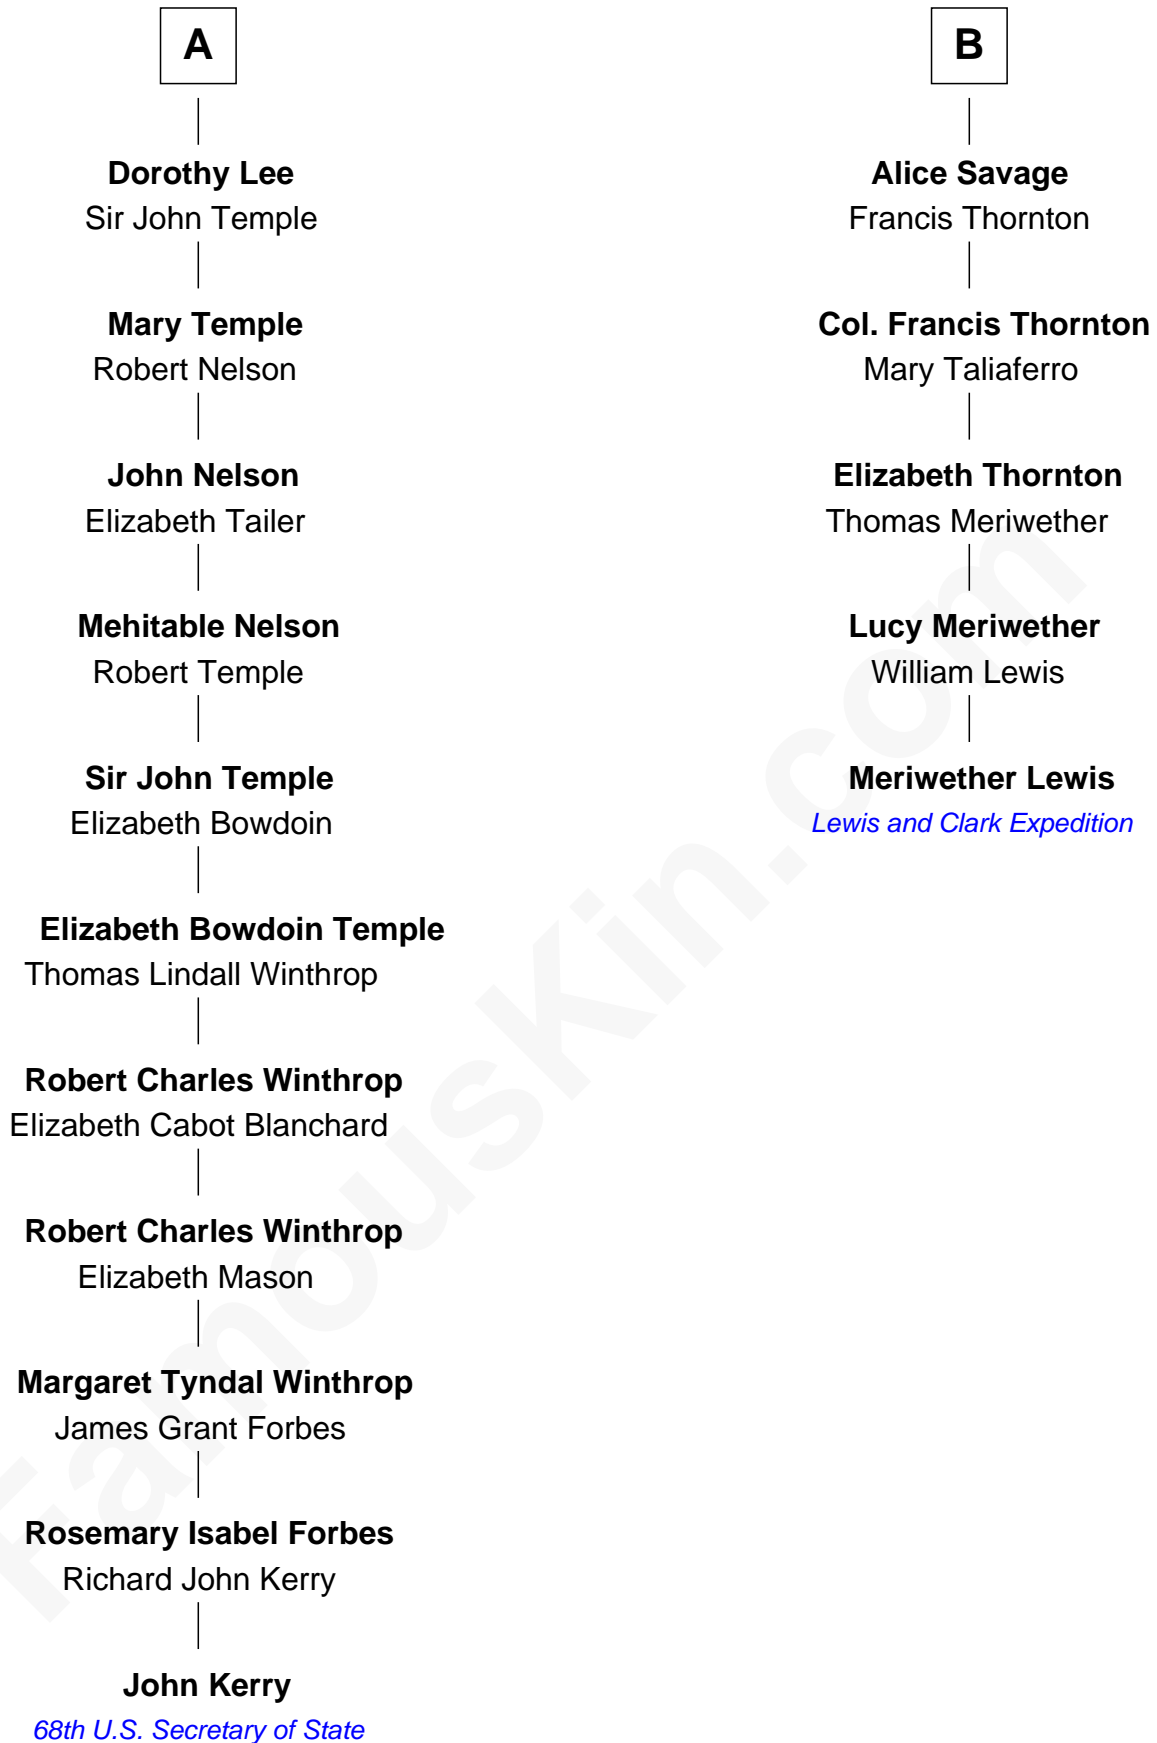 A
Dorothy Lee
Sir John Temple
Mary Temple
Robert Nelson
John Nelson
Elizabeth Tailer
Mehitable Nelson
Robert Temple
Sir John Temple
Elizabeth Bowdoin
Elizabeth Bowdoin Temple
Thomas Lindall Winthrop
Robert Charles Winthrop
Elizabeth Cabot Blanchard
Robert Charles Winthrop
Elizabeth Mason
Margaret Tyndal Winthrop
James Grant Forbes
Rosemary Isabel Forbes
Richard John Kerry
John Kerry
68th U.S. Secretary of State
B
Alice Savage
Francis Thornton
Col. Francis Thornton
Mary Taliaferro
Elizabeth Thornton
Thomas Meriwether
Lucy Meriwether
William Lewis
Meriwether Lewis
Lewis and Clark Expedition
FamousKin.com